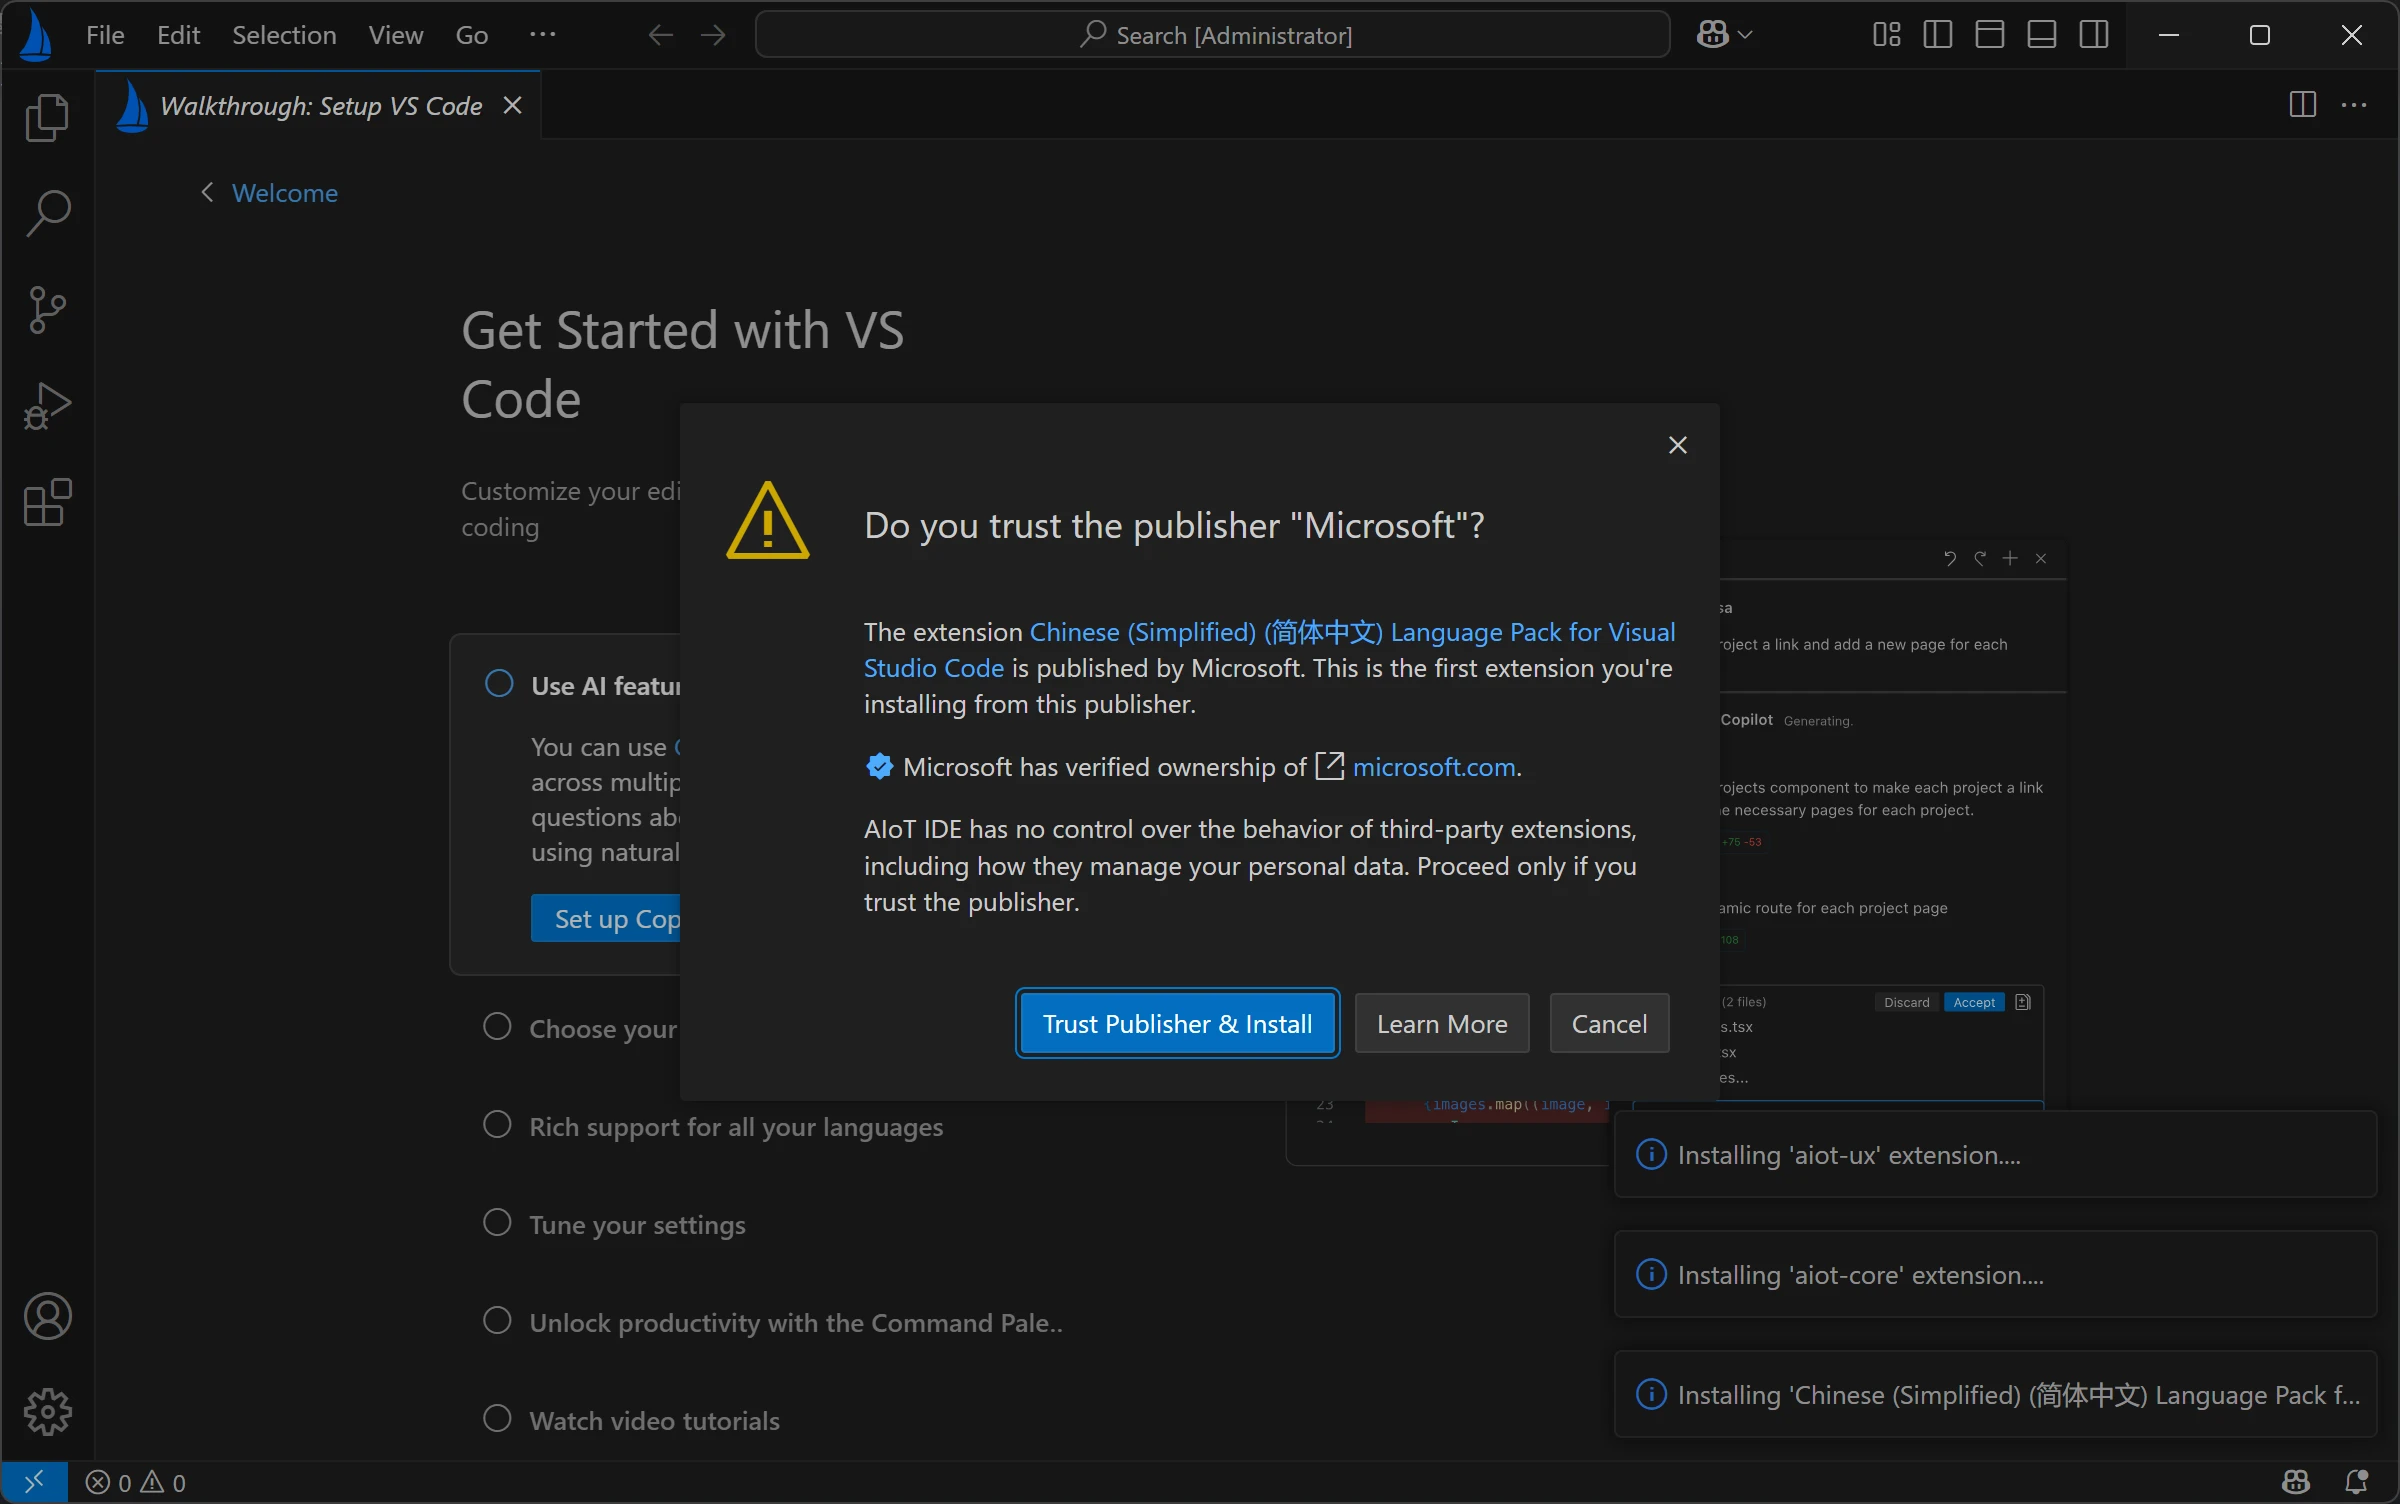 File Edit Selection View Go ···
Search [Administrator]
Walkthrough: Setup VS Code
Welcome
Get Started with VS
Code
Customize your edi
coding
Use AI featur
You can use
across multip
questions abo
using natural
Set up Cop
Choose your
Rich support for all your languages
Tune your settings
Unlock productivity with the Command Pale..
Watch video tutorials
Do you trust the publisher "Microsoft"?
The extension Chinese (Simplified) (简体中文) Language Pack for Visual
Studio Code is published by Microsoft. This is the first extension you're
installing from this publisher.
Microsoft has verified ownership of microsoft.com.
AIoT IDE has no control over the behavior of third-party extensions,
including how they manage your personal data. Proceed only if you
trust the publisher.
Trust Publisher & Install
Learn More
Cancel
sa
roject a link and add a new page for each
Copilot Generating.
rojects component to make each project a link
e necessary pages for each project.
+75 -53
amic route for each project page
108
(2 files)
Discard
Accept
s.tsx
sx
es...
23 {images.map((image, i
Installing 'aiot-ux' extension....
Installing 'aiot-core' extension....
Installing 'Chinese (Simplified) (简体中文) Language Pack f...
0 0